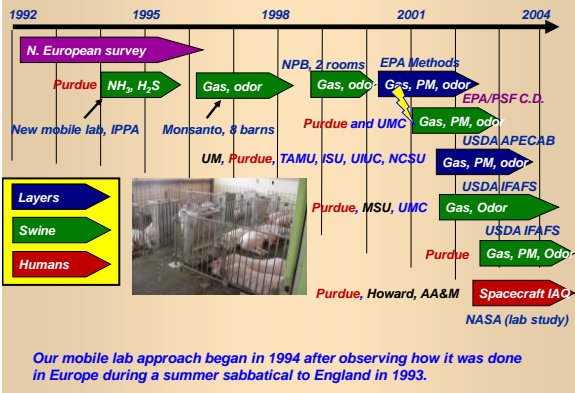 1992 1995 1998 2001 2004
N. European survey
NPB, 2 rooms EPA Methods
Purdue NH₃, H₂S Gas, odor Gas, odor Gas, PM, odor
EPA/PSF C.D.
New mobile lab, IPPA Monsanto, 8 barns Purdue and UMC Gas, PM, odor
USDA APECAB
UM, Purdue, TAMU, ISU, UIUC, NCSU Gas, PM, odor
USDA IFAFS
Layers
Purdue, MSU, UMC Gas, Odor
Swine
USDA IFAFS
Purdue Gas, PM, Odor
Humans
Purdue, Howard, AA&M Spacecraft IAQ
NASA (lab study)
Our mobile lab approach began in 1994 after observing how it was done
in Europe during a summer sabbatical to England in 1993.